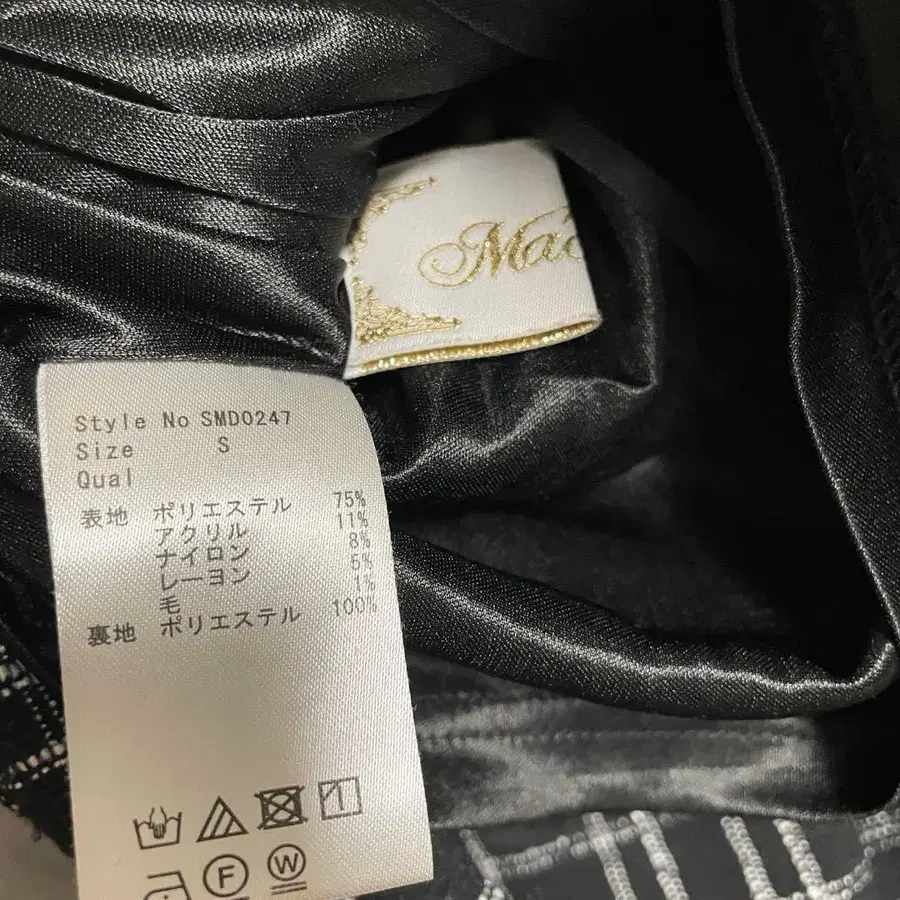 Mad
Style No SMD0247
Size S
Qual
表地 ポリエステル 75%
アクリル 11%
ナイロン 8%
レーヨン 5%
毛 1%
裏地 ポリエステル 100%
F
W